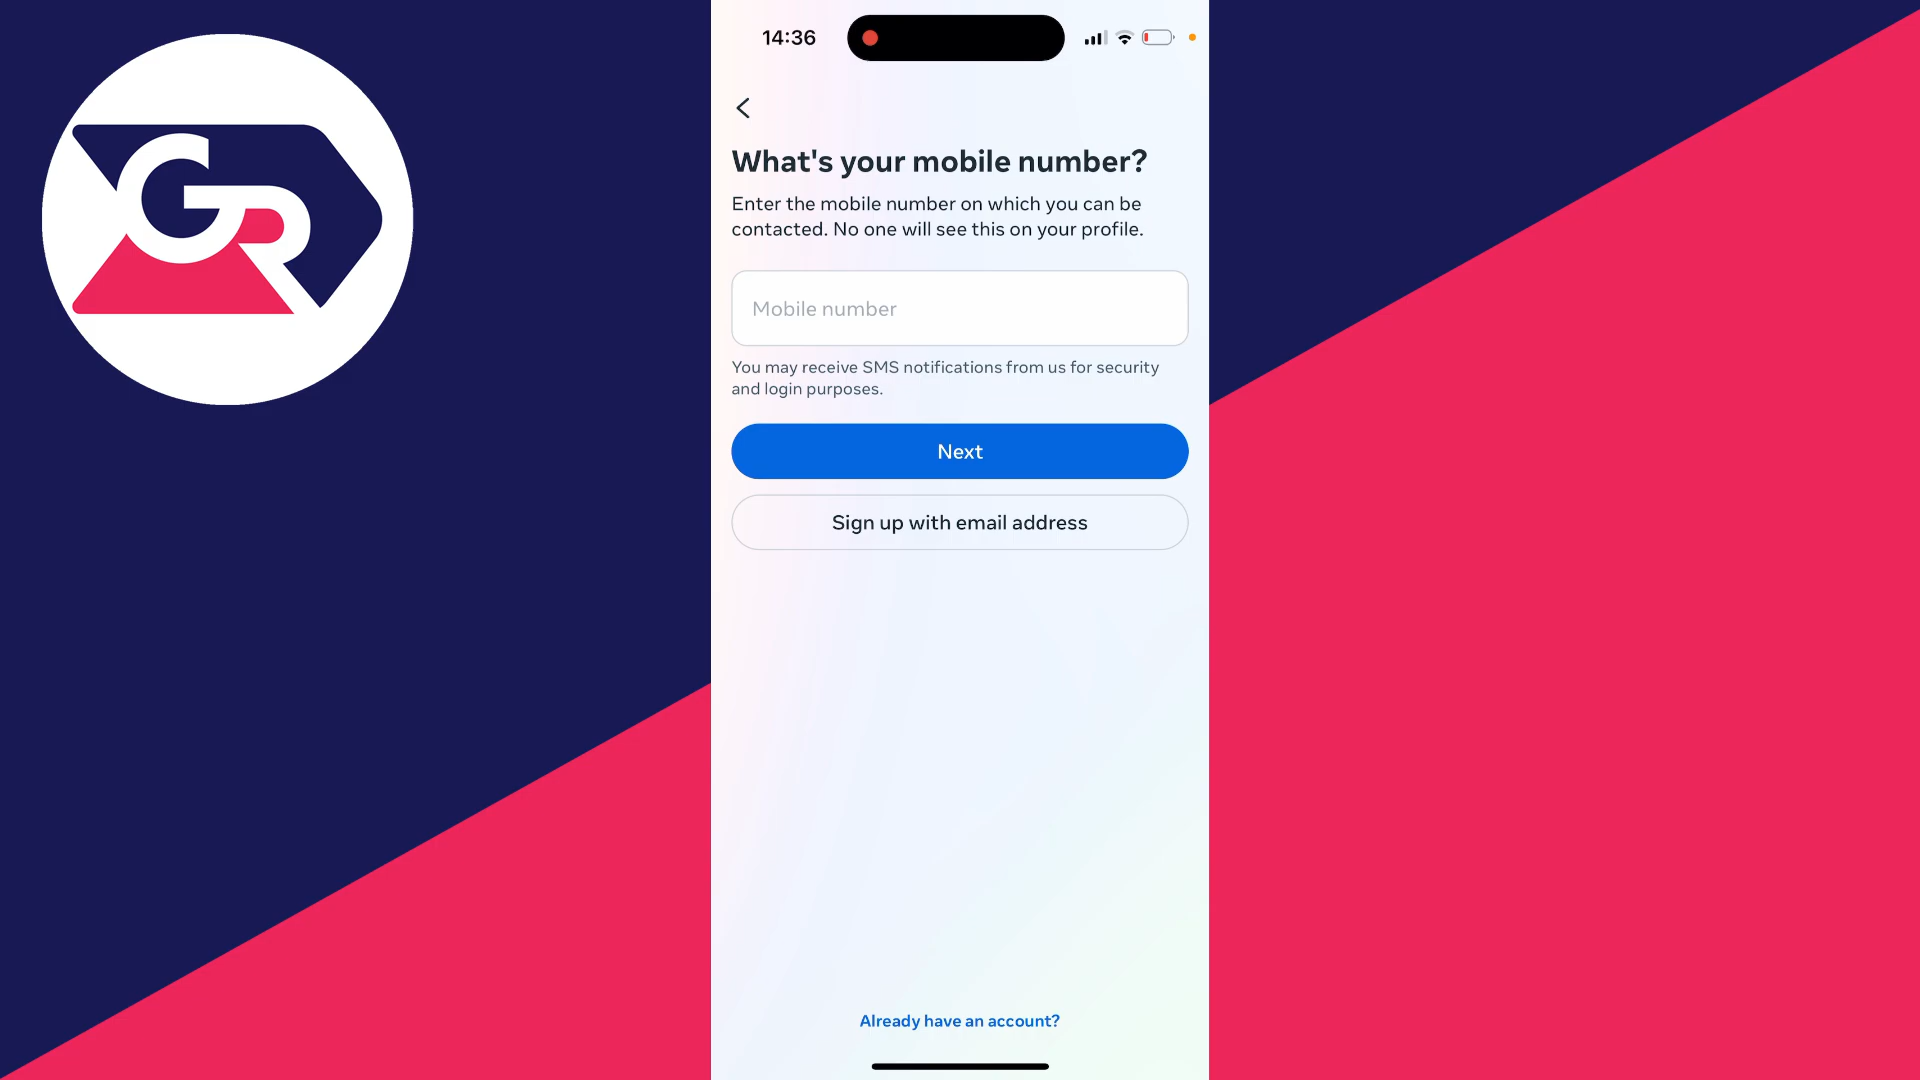 GR
14:36
What's your mobile number?
Enter the mobile number on which you can be
contacted. No one will see this on your profile.
Mobile number
You may receive SMS notifications from us for security
and login purposes.
Next
Sign up with email address
Already have an account?